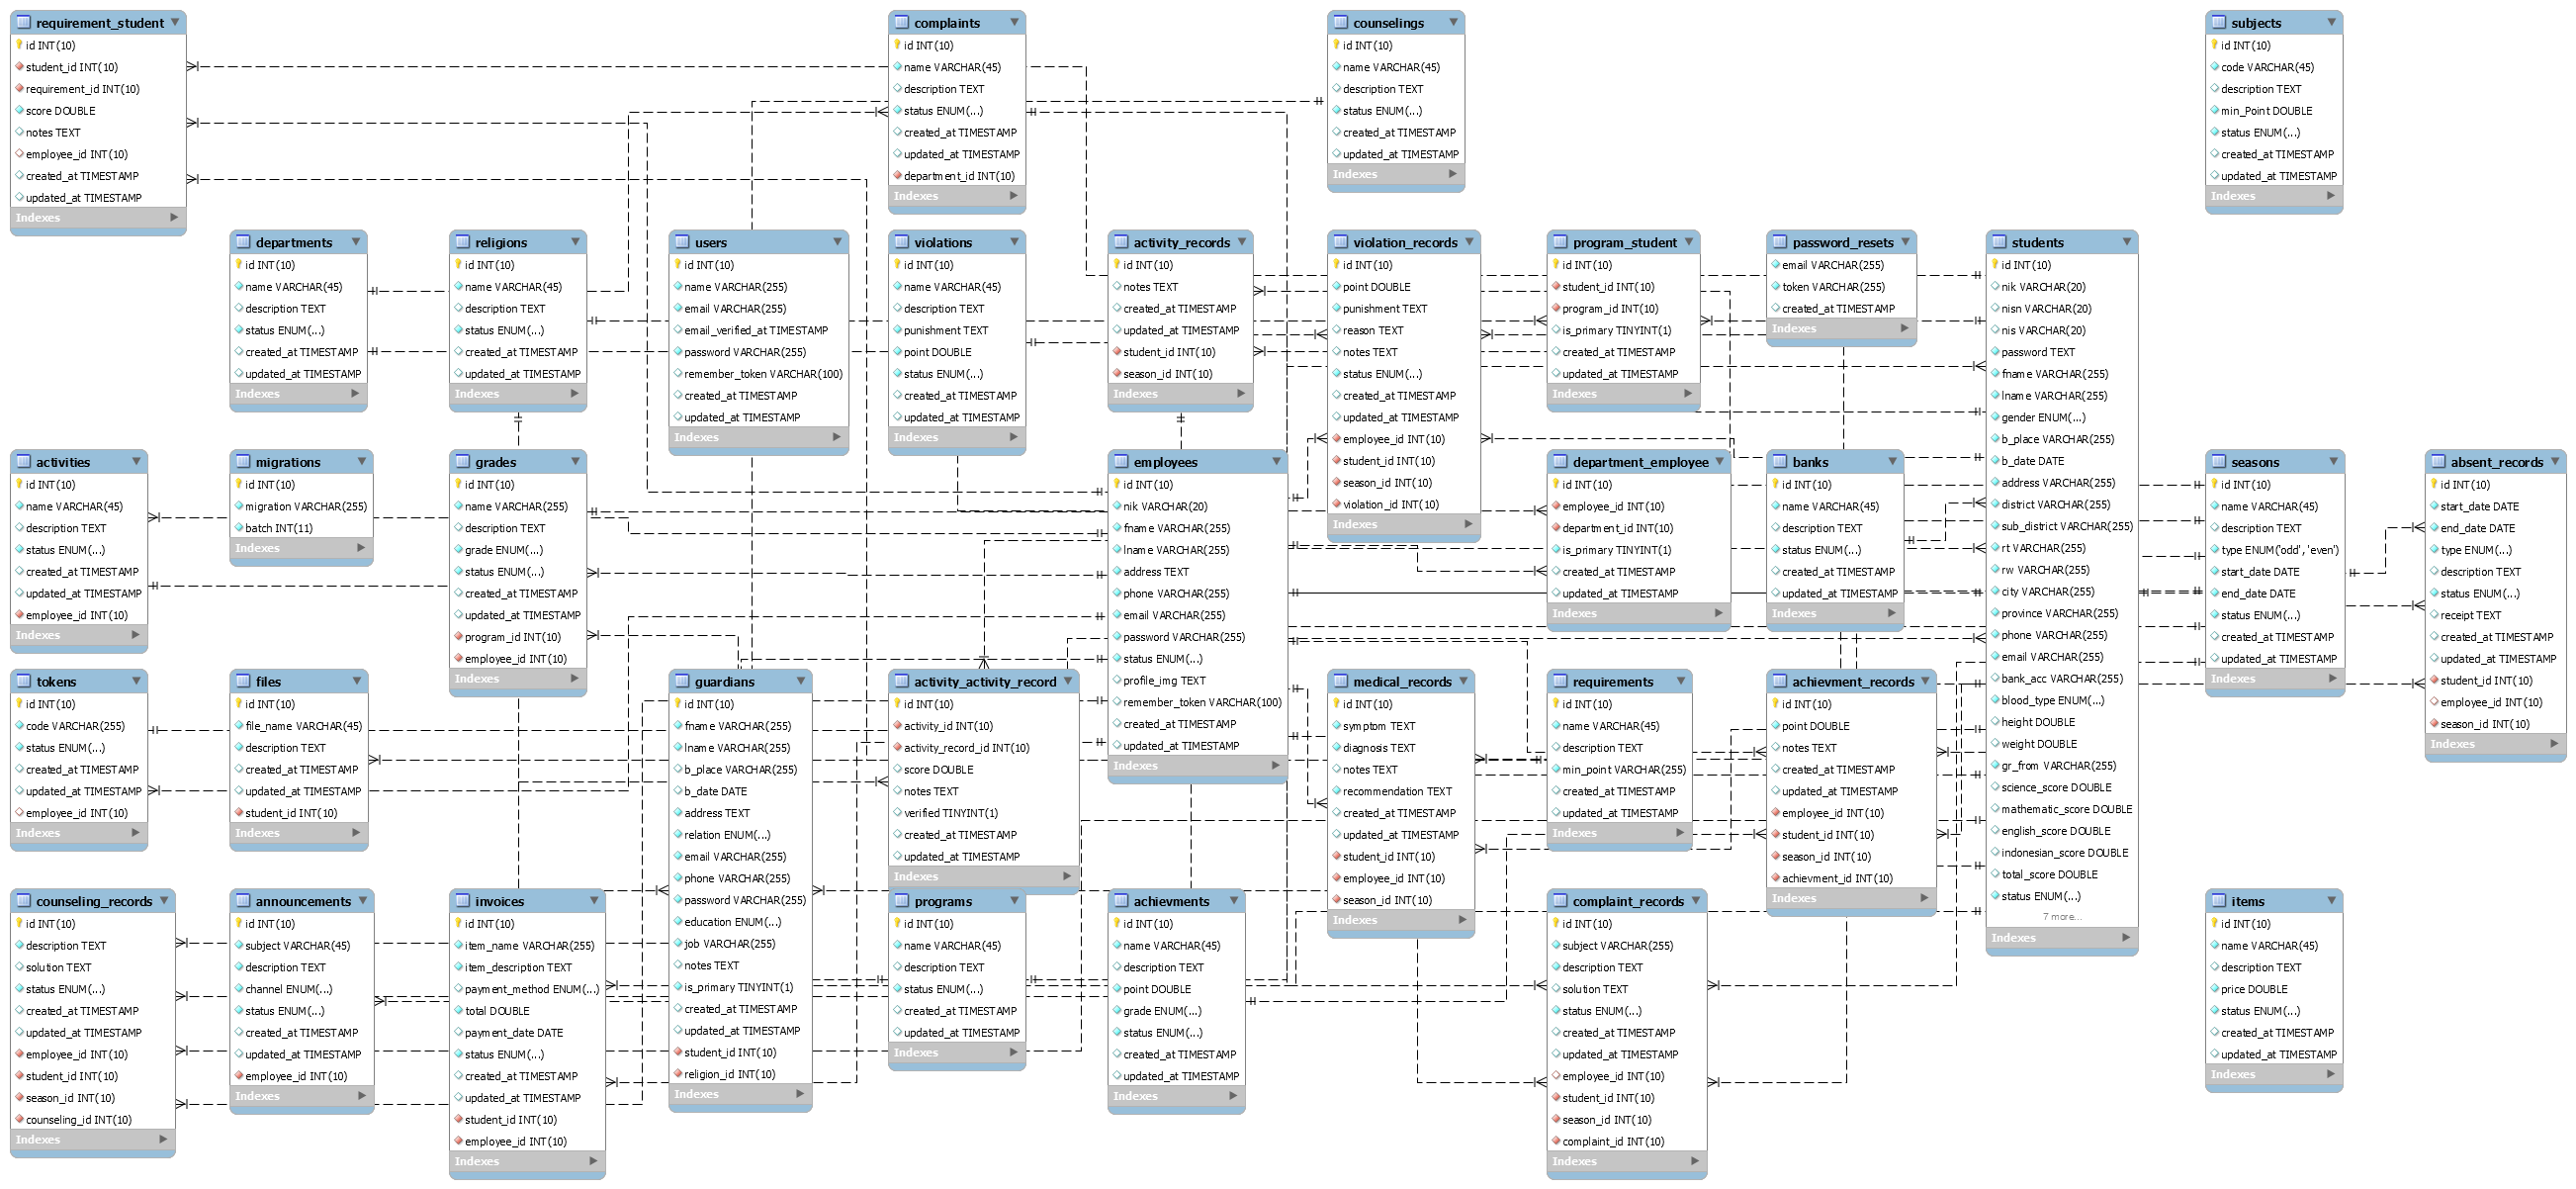 requirement_student
id INT(10)
student_id INT(10)
requirement_id INT(10)
score DOUBLE
notes TEXT
employee_id INT(10)
created_at TIMESTAMP
updated_at TIMESTAMP
Indexes
complaints
id INT(10)
name VARCHAR(45)
description TEXT
status ENUM(...)
created_at TIMESTAMP
updated_at TIMESTAMP
department_id INT(10)
Indexes
counselings
id INT(10)
name VARCHAR(45)
description TEXT
status ENUM(...)
created_at TIMESTAMP
updated_at TIMESTAMP
Indexes
subjects
id INT(10)
code VARCHAR(45)
description TEXT
min_Point DOUBLE
status ENUM(...)
created_at TIMESTAMP
updated_at TIMESTAMP
Indexes
departments
id INT(10)
name VARCHAR(45)
description TEXT
status ENUM(...)
created_at TIMESTAMP
updated_at TIMESTAMP
Indexes
religions
id INT(10)
name VARCHAR(45)
description TEXT
status ENUM(...)
created_at TIMESTAMP
updated_at TIMESTAMP
Indexes
users
id INT(10)
name VARCHAR(255)
email VARCHAR(255)
email_verified_at TIMESTAMP
password VARCHAR(255)
remember_token VARCHAR(100)
created_at TIMESTAMP
updated_at TIMESTAMP
Indexes
violations
id INT(10)
name VARCHAR(45)
description TEXT
punishment TEXT
point DOUBLE
status ENUM(...)
created_at TIMESTAMP
updated_at TIMESTAMP
Indexes
activity_records
id INT(10)
notes TEXT
created_at TIMESTAMP
updated_at TIMESTAMP
student_id INT(10)
season_id INT(10)
Indexes
violation_records
id INT(10)
point DOUBLE
punishment TEXT
reason TEXT
notes TEXT
status ENUM(...)
created_at TIMESTAMP
updated_at TIMESTAMP
employee_id INT(10)
student_id INT(10)
season_id INT(10)
violation_id INT(10)
Indexes
program_student
id INT(10)
student_id INT(10)
program_id INT(10)
is_primary TINYINT(1)
created_at TIMESTAMP
updated_at TIMESTAMP
Indexes
password_resets
email VARCHAR(255)
token VARCHAR(255)
created_at TIMESTAMP
Indexes
students
id INT(10)
nik VARCHAR(20)
nisn VARCHAR(20)
nis VARCHAR(20)
password TEXT
fname VARCHAR(255)
lname VARCHAR(255)
gender ENUM(...)
b_place VARCHAR(255)
b_date DATE
address VARCHAR(255)
district VARCHAR(255)
sub_district VARCHAR(255)
rt VARCHAR(255)
rw VARCHAR(255)
city VARCHAR(255)
province VARCHAR(255)
phone VARCHAR(255)
email VARCHAR(255)
bank_acc VARCHAR(255)
blood_type ENUM(...)
height DOUBLE
weight DOUBLE
gr_from VARCHAR(255)
science_score DOUBLE
mathematic_score DOUBLE
english_score DOUBLE
indonesian_score DOUBLE
total_score DOUBLE
status ENUM(...)
7 more...
Indexes
activities
id INT(10)
name VARCHAR(45)
description TEXT
status ENUM(...)
created_at TIMESTAMP
updated_at TIMESTAMP
employee_id INT(10)
Indexes
migrations
id INT(10)
migration VARCHAR(255)
batch INT(11)
Indexes
grades
id INT(10)
name VARCHAR(255)
description TEXT
grade ENUM(...)
status ENUM(...)
created_at TIMESTAMP
updated_at TIMESTAMP
program_id INT(10)
employee_id INT(10)
Indexes
employees
id INT(10)
nik VARCHAR(20)
fname VARCHAR(255)
lname VARCHAR(255)
address TEXT
phone VARCHAR(255)
email VARCHAR(255)
password VARCHAR(255)
status ENUM(...)
profile_img TEXT
remember_token VARCHAR(100)
created_at TIMESTAMP
updated_at TIMESTAMP
Indexes
department_employee
id INT(10)
employee_id INT(10)
department_id INT(10)
is_primary TINYINT(1)
created_at TIMESTAMP
updated_at TIMESTAMP
Indexes
banks
id INT(10)
name VARCHAR(45)
description TEXT
status ENUM(...)
created_at TIMESTAMP
updated_at TIMESTAMP
Indexes
seasons
id INT(10)
name VARCHAR(45)
description TEXT
type ENUM('odd', 'even')
start_date DATE
end_date DATE
status ENUM(...)
created_at TIMESTAMP
updated_at TIMESTAMP
Indexes
absent_records
id INT(10)
start_date DATE
end_date DATE
type ENUM(...)
description TEXT
status ENUM(...)
receipt TEXT
created_at TIMESTAMP
updated_at TIMESTAMP
student_id INT(10)
employee_id INT(10)
season_id INT(10)
Indexes
tokens
id INT(10)
code VARCHAR(255)
status ENUM(...)
created_at TIMESTAMP
updated_at TIMESTAMP
employee_id INT(10)
Indexes
files
id INT(10)
file_name VARCHAR(45)
description TEXT
created_at TIMESTAMP
updated_at TIMESTAMP
student_id INT(10)
Indexes
guardians
id INT(10)
fname VARCHAR(255)
lname VARCHAR(255)
b_place VARCHAR(255)
b_date DATE
address TEXT
relation ENUM(...)
email VARCHAR(255)
phone VARCHAR(255)
password VARCHAR(255)
education ENUM(...)
job VARCHAR(255)
notes TEXT
is_primary TINYINT(1)
created_at TIMESTAMP
updated_at TIMESTAMP
student_id INT(10)
religion_id INT(10)
Indexes
activity_activity_record
id INT(10)
activity_id INT(10)
activity_record_id INT(10)
score DOUBLE
notes TEXT
verified TINYINT(1)
created_at TIMESTAMP
updated_at TIMESTAMP
Indexes
medical_records
id INT(10)
symptom TEXT
diagnosis TEXT
notes TEXT
recommendation TEXT
created_at TIMESTAMP
updated_at TIMESTAMP
student_id INT(10)
employee_id INT(10)
season_id INT(10)
Indexes
requirements
id INT(10)
name VARCHAR(45)
description TEXT
min_point VARCHAR(255)
created_at TIMESTAMP
updated_at TIMESTAMP
Indexes
achievment_records
id INT(10)
point DOUBLE
notes TEXT
created_at TIMESTAMP
updated_at TIMESTAMP
employee_id INT(10)
student_id INT(10)
season_id INT(10)
achievment_id INT(10)
Indexes
counseling_records
id INT(10)
description TEXT
solution TEXT
status ENUM(...)
created_at TIMESTAMP
updated_at TIMESTAMP
employee_id INT(10)
student_id INT(10)
season_id INT(10)
counseling_id INT(10)
Indexes
announcements
id INT(10)
subject VARCHAR(45)
description TEXT
channel ENUM(...)
status ENUM(...)
created_at TIMESTAMP
updated_at TIMESTAMP
employee_id INT(10)
Indexes
invoices
id INT(10)
item_name VARCHAR(255)
item_description TEXT
payment_method ENUM(...)
total DOUBLE
payment_date DATE
status ENUM(...)
created_at TIMESTAMP
updated_at TIMESTAMP
student_id INT(10)
employee_id INT(10)
Indexes
programs
id INT(10)
name VARCHAR(45)
description TEXT
status ENUM(...)
created_at TIMESTAMP
updated_at TIMESTAMP
Indexes
achievments
id INT(10)
name VARCHAR(45)
description TEXT
point DOUBLE
grade ENUM(...)
status ENUM(...)
created_at TIMESTAMP
updated_at TIMESTAMP
Indexes
complaint_records
id INT(10)
subject VARCHAR(255)
description TEXT
solution TEXT
status ENUM(...)
created_at TIMESTAMP
updated_at TIMESTAMP
employee_id INT(10)
student_id INT(10)
season_id INT(10)
complaint_id INT(10)
Indexes
items
id INT(10)
name VARCHAR(45)
description TEXT
price DOUBLE
status ENUM(...)
created_at TIMESTAMP
updated_at TIMESTAMP
Indexes